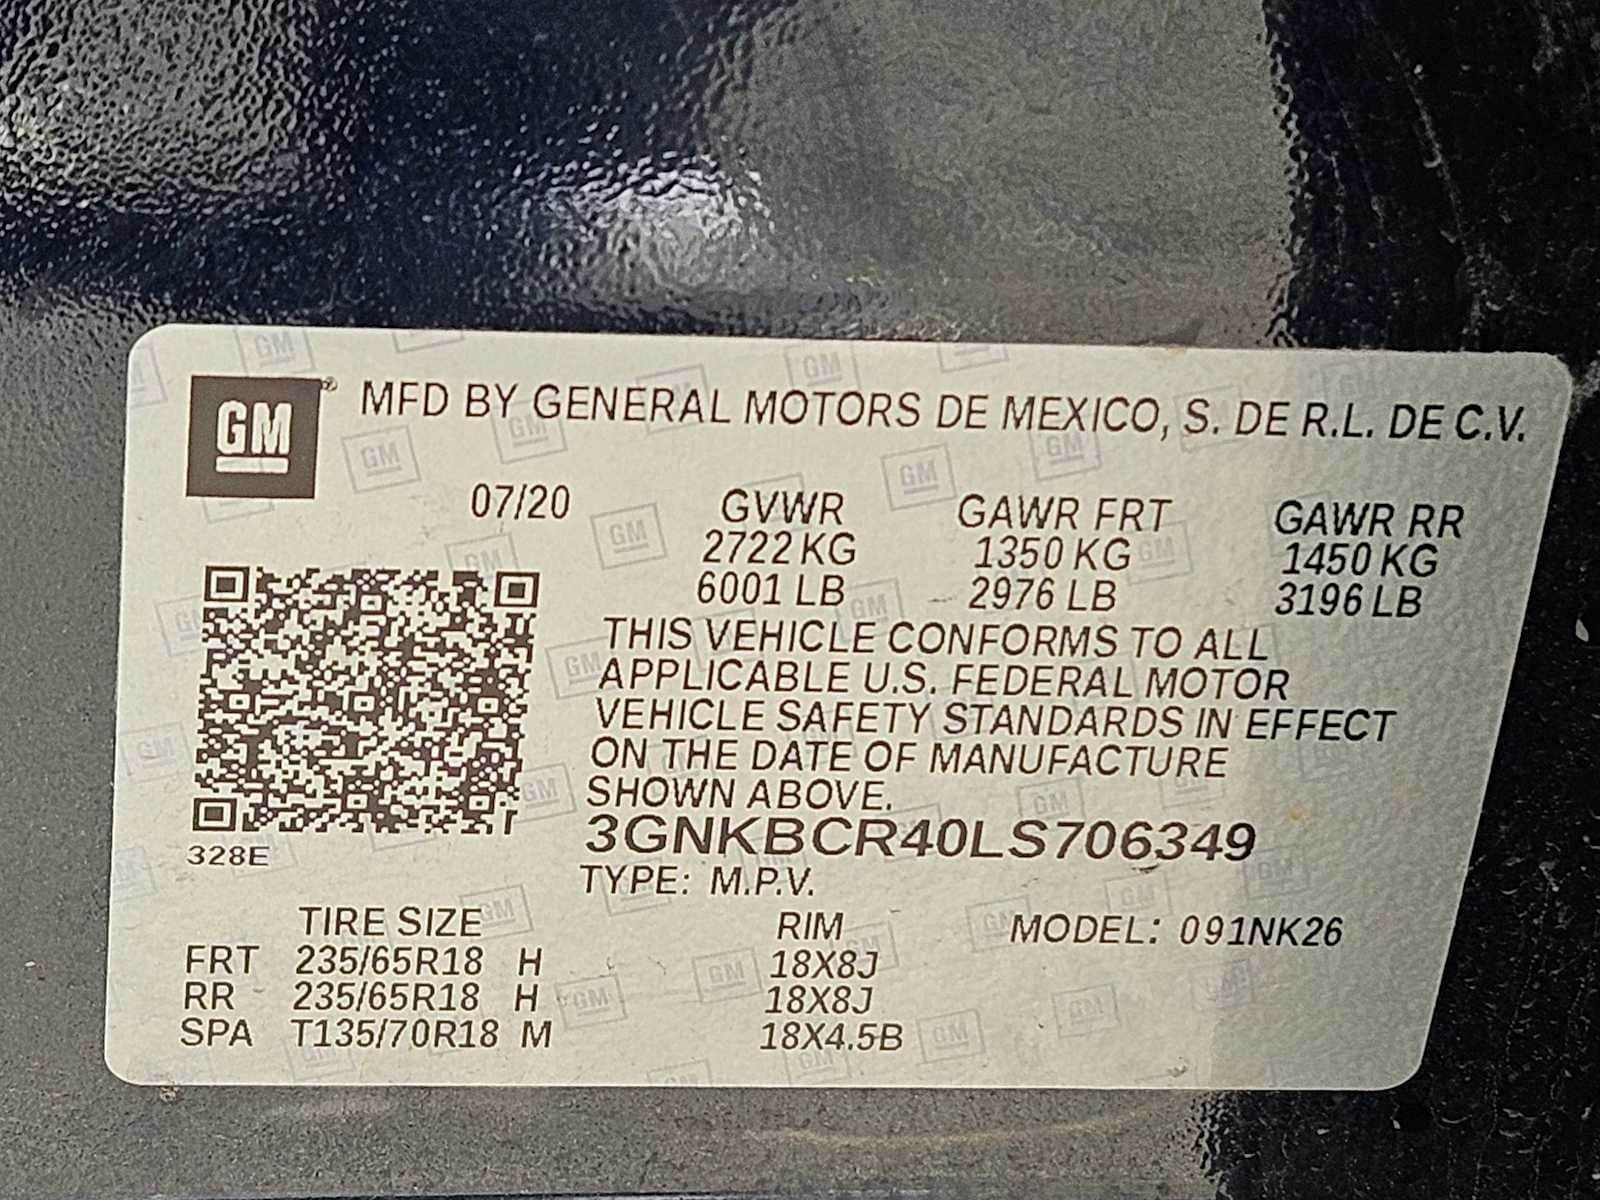 GM® MFD BY GENERAL MOTORS DE MEXICO, S. DE R.L. DE C.V.
07/20 GVWR GAWR FRT GAWR RR
2722 KG 1350 KG 1450 KG
6001 LB 2976 LB 3196 LB
THIS VEHICLE CONFORMS TO ALL
APPLICABLE U.S. FEDERAL MOTOR
VEHICLE SAFETY STANDARDS IN EFFECT
ON THE DATE OF MANUFACTURE
SHOWN ABOVE.
3GNKBCR40LS706349
328E
TYPE: M.P.V.
TIRE SIZE RIM MODEL: 091NK26
FRT 235/65R18 H 18X8J
RR 235/65R18 H 18X8J
SPA T135/70R18 M 18X4.5B